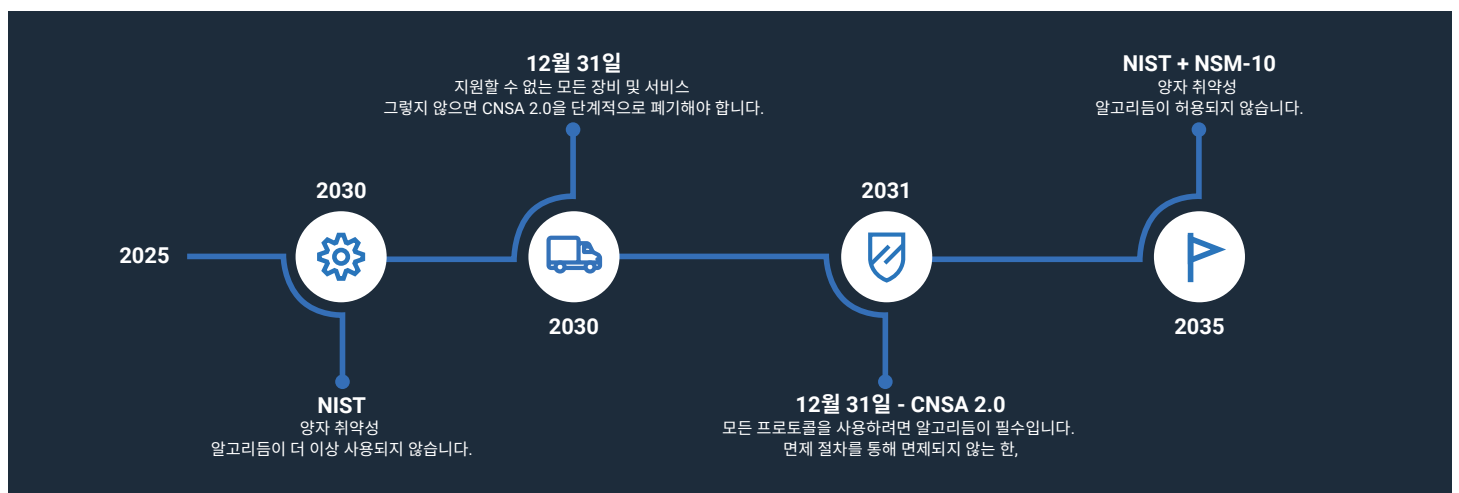 12월 31일
지원할 수 없는 모든 장비 및 서비스
그렇지 않으면 CNSA 2.0을 단계적으로 폐기해야 합니다.
NIST + NSM-10
양자 취약성
알고리듬이 허용되지 않습니다.
2030
2031
2025
2030
2035
NIST
양자 취약성
알고리듬이 더 이상 사용되지 않습니다.
12월 31일 - CNSA 2.0
모든 프로토콜을 사용하려면 알고리듬이 필수입니다.
면제 절차를 통해 면제되지 않는 한,